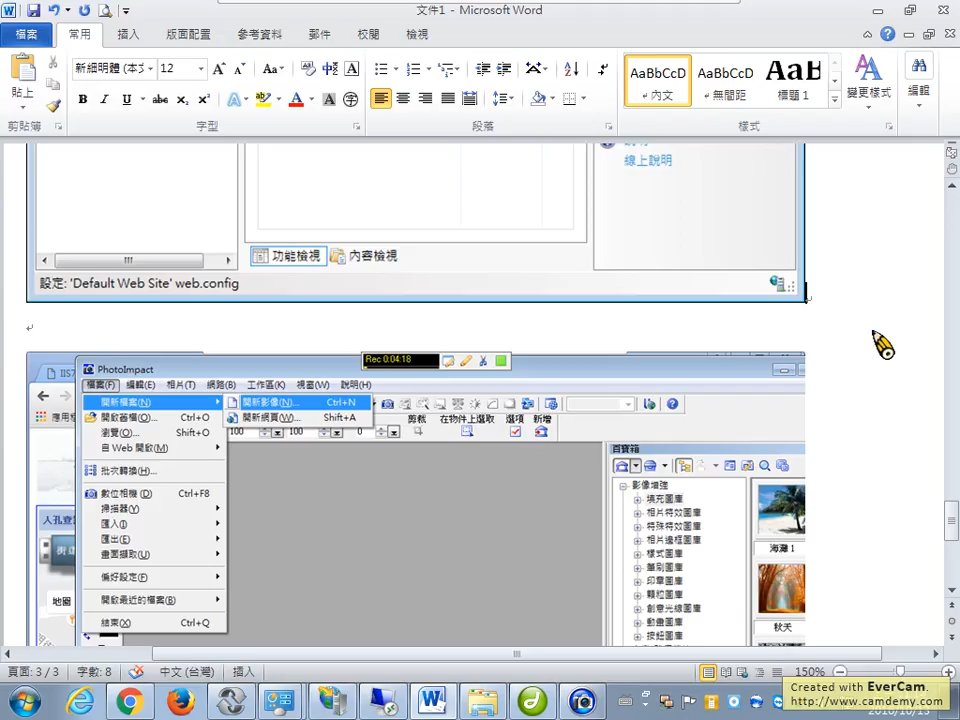 文件1 - Microsoft Word
檔案 常用 插入 版面配置 參考資料 郵件 校閱 檢視
貼上
剪貼簿
新細明體 (本文 12
字型
段落
AaBbCcD AaBbCcD AaB
內文 無間距 標題 1
樣式
變更樣式
編輯
線上說明
功能檢視 內容檢視
設定: 'Default Web Site' web.config
Rec 0:04:18
PhotoImpact
檔案(F) 編輯(E) 相片(T) 網路(B) 工作區(K) 視窗(W) 說明(H)
開新檔案(N)
開新影像(N)... Ctrl+N
開啟舊檔(O)... Ctrl+O
開新網頁(W)... Shift+A
瀏覽(O)... Shift+O
自 Web 開啟(M)
批次轉換(H)...
數位相機 (D) Ctrl+F8
掃描器(Y)
匯入(I)
匯出(E)
畫面擷取(U)
偏好設定(F)
開啟最近的檔案(B)
結束(X) Ctrl+Q
剪裁 在物件上選取 選項 新增
100 100 0
百寶箱
影像增強
填充圖庫
相片特效圖庫
特殊特效圖庫
相片邊框圖庫
樣式圖庫
筆刷圖庫
印章圖庫
顆粒圖庫
創意光線圖庫
動畫圖庫
按鈕圖庫
海灘 1
秋天
IIS7
應用程
人孔查
地圖
頁面: 3 / 3 字數: 8 中文 (台灣) 插入 150%
Created with EverCam.
http://www.camdemy.com